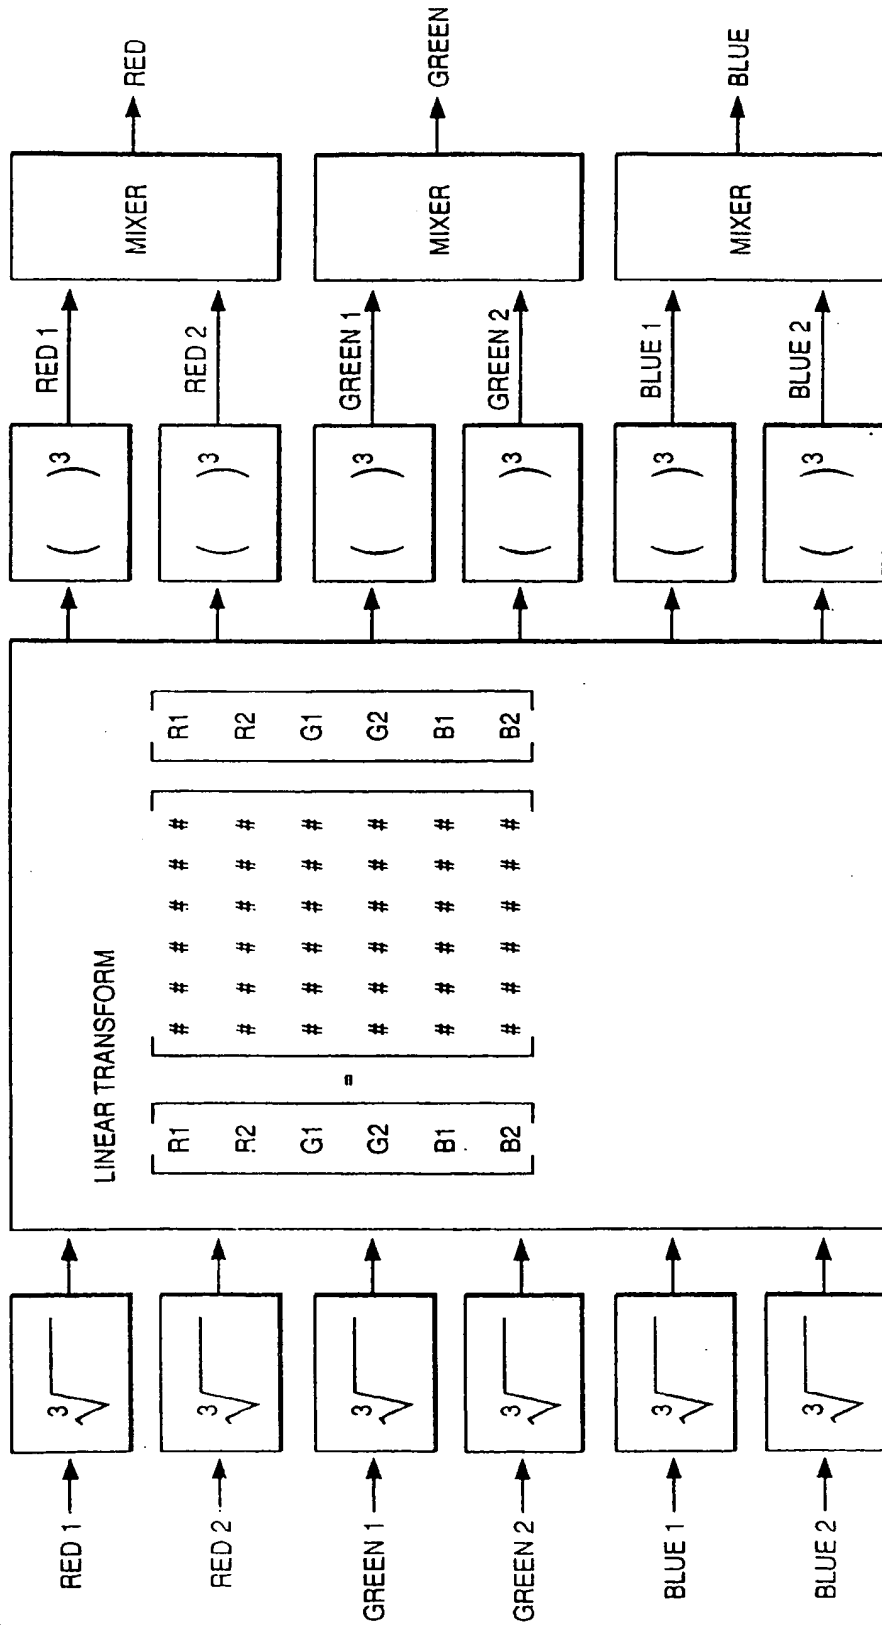 RED 1
RED 2
GREEN 1
GREEN 2
BLUE 1
BLUE 2
3√
3√
3√
3√
3√
3√
LINEAR TRANSFORM
R1 = # # # # # # R1
R2 # # # # # # R2
G1 # # # # # # G1
G2 # # # # # # G2
B1 # # # # # # B1
B2 # # # # # # B2
( )3
( )3
( )3
( )3
( )3
( )3
RED 1
RED 2
GREEN 1
GREEN 2
BLUE 1
BLUE 2
MIXER
MIXER
MIXER
RED
GREEN
BLUE